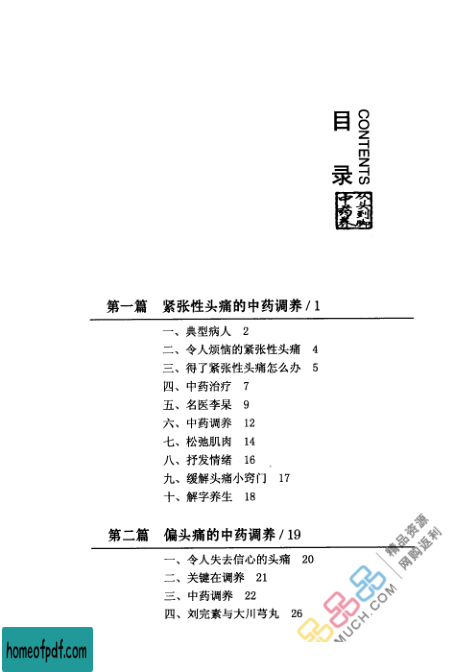 目录
CONTENTS
从头到脚
中药养
第一篇 紧张性头痛的中药调养/1
一、典型病人 2
二、令人烦恼的紧张性头痛 4
三、得了紧张性头痛怎么办 5
四、中药治疗 7
五、名医李杲 9
六、中药调养 12
七、松弛肌肉 14
八、抒发情绪 16
九、缓解头痛小窍门 17
十、解字养生 18
第二篇 偏头痛的中药调养/19
一、令人失去信心的头痛 20
二、关键在调养 21
三、中药调养 22
四、刘完素与大川芎丸 26
精品资源
网购返利
MUCH.COM
homeofpdf.com